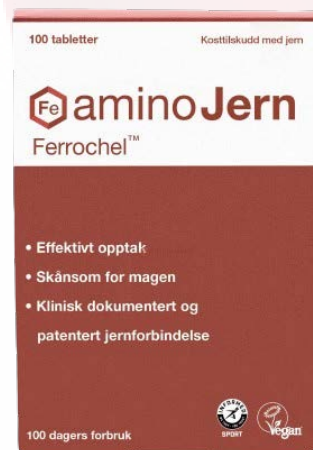 100 tabletter
Kosttilskudd med jern
Fe aminoJern
Ferrochel™
• Effektivt opptak
• Skånsom for magen
• Klinisk dokumentert og
patentert jernforbindelse
100 dagers forbruk
INFORMED
SPORT
Vegan